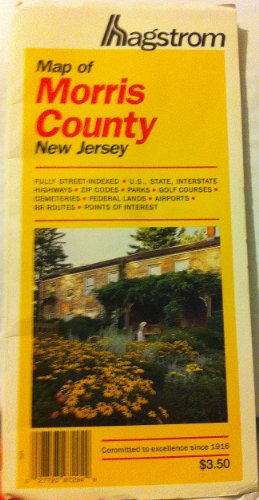 hagstrom
Map of
Morris
County
New Jersey
FULLY STREET-INDEXED • U.S., STATE, INTERSTATE
HIGHWAYS • ZIP CODES • PARKS • GOLF COURSES •
CEMETERIES • FEDERAL LANDS • AIRPORTS •
RR ROUTES • POINTS OF INTEREST
Committed to excellence since 1916
$3.50